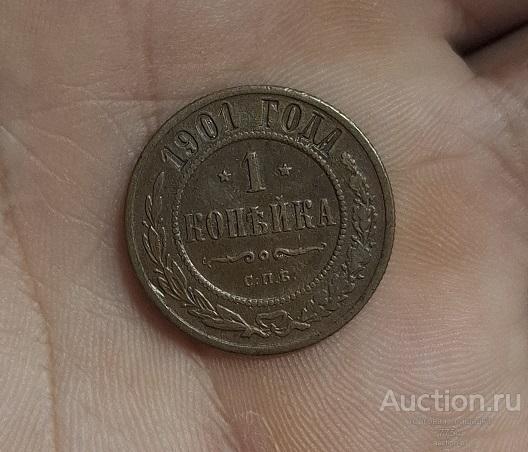 1901 ГОДА
* 1 *
КОПѢЙКА
С.П.Б.
Auction.ru